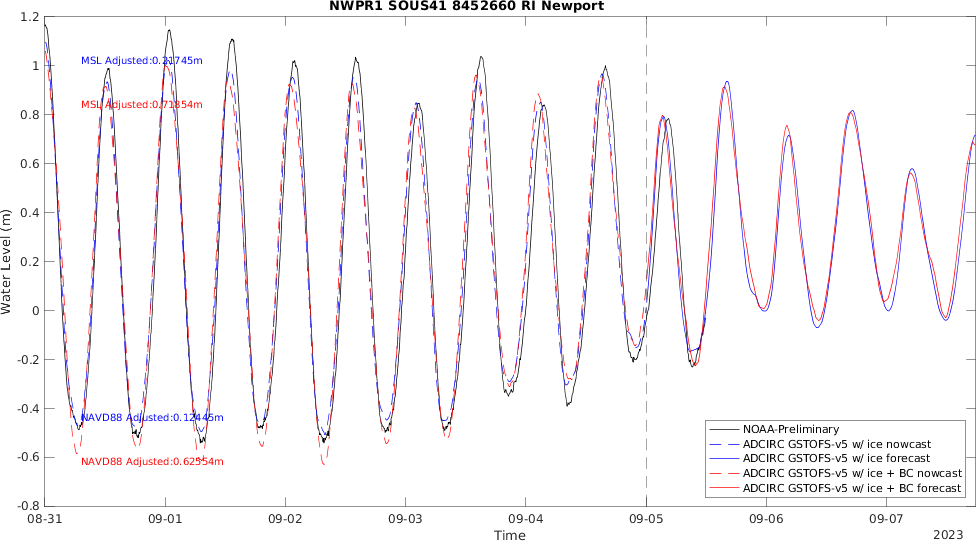 NWPR1 SOUS41 8452660 RI Newport
1.2
1
0.8
0.6
0.4
0.2
0
-0.2
-0.4
-0.6
-0.8
Water Level (m)
MSL Adjusted:0.21745m
MSL Adjusted:0.71854m
NAVD88 Adjusted:0.12445m
NAVD88 Adjusted:0.62554m
NOAA-Preliminary
ADCIRC GSTOFS-v5 w/ ice nowcast
ADCIRC GSTOFS-v5 w/ ice forecast
ADCIRC GSTOFS-v5 w/ ice + BC nowcast
ADCIRC GSTOFS-v5 w/ ice + BC forecast
08-31 09-01 09-02 09-03 09-04 09-05 09-06 09-07
Time
2023